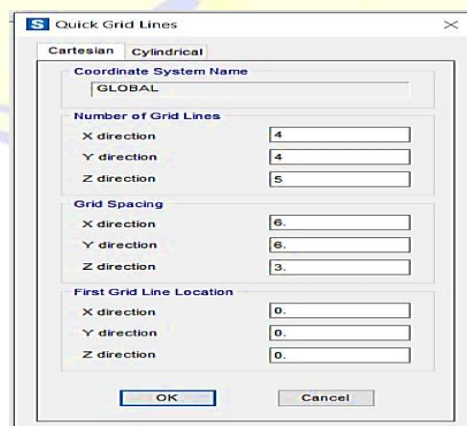 S Quick Grid Lines
Cartesian Cylindrical
Coordinate System Name
GLOBAL
Number of Grid Lines
X direction 4
Y direction 4
Z direction 5
Grid Spacing
X direction 6.
Y direction 6.
Z direction 3.
First Grid Line Location
X direction 0.
Y direction 0.
Z direction 0.
OK Cancel